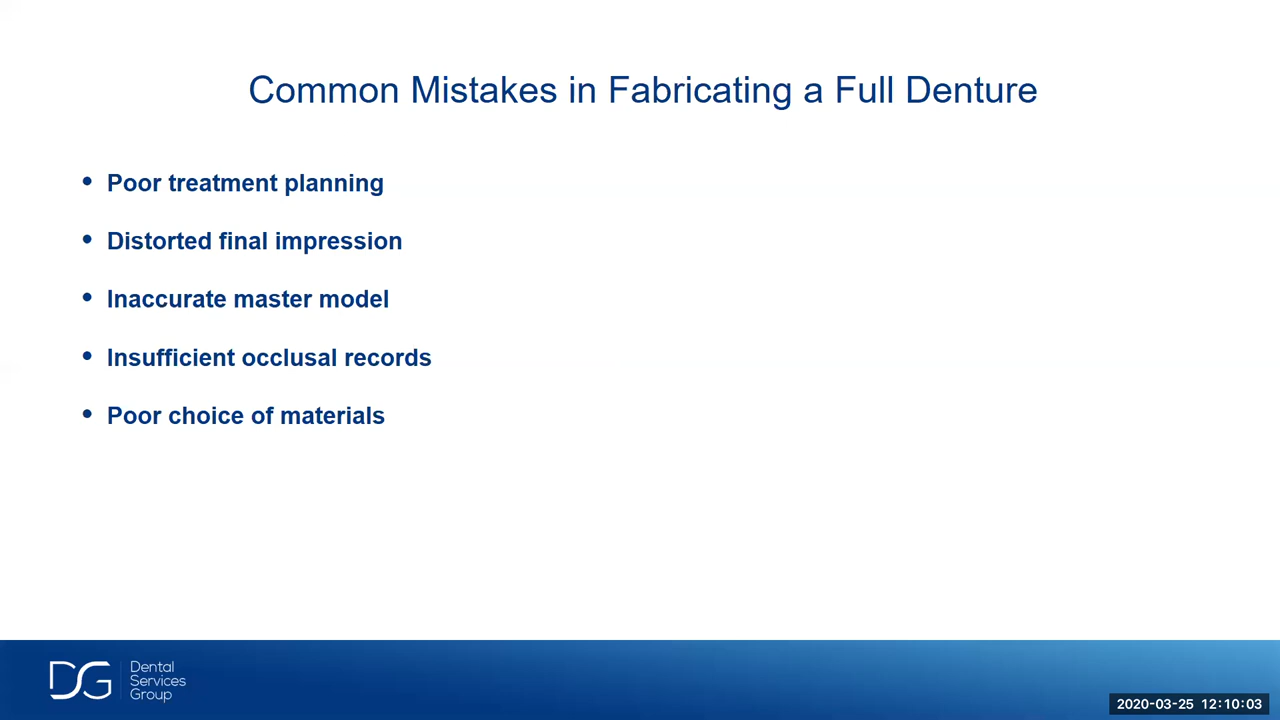 Common Mistakes in Fabricating a Full Denture
• Poor treatment planning
• Distorted final impression
• Inaccurate master model
• Insufficient occlusal records
• Poor choice of materials
DG
Dental
Services
Group
2020-03-25 12:10:03